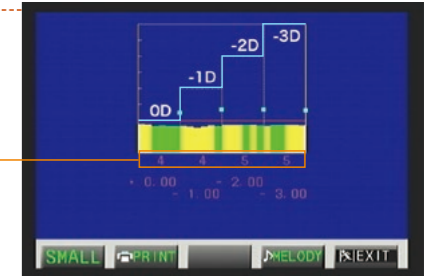 -3D
-2D
-1D
0D
4 4 5 5
+ 0.00 - 2.00
- 1.00 - 3.00
SMALL PRINT MELODY EXIT